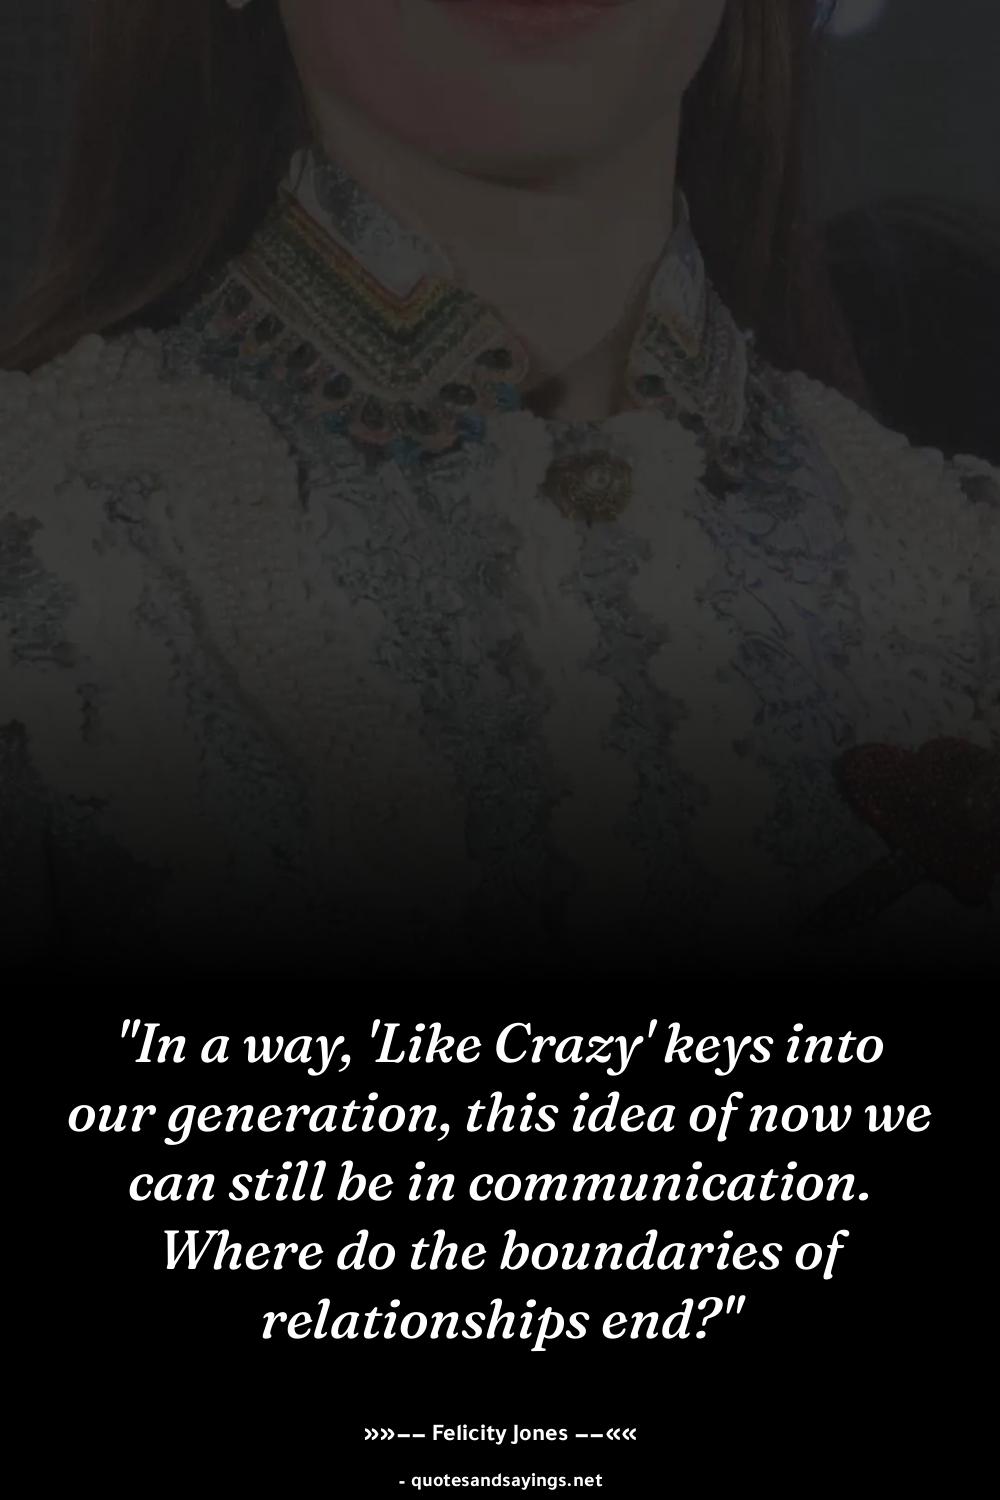 "In a way, 'Like Crazy' keys into
our generation, this idea of now we
can still be in communication.
Where do the boundaries of
relationships end?"
»»−− Felicity Jones −−««
- quotesandsayings.net